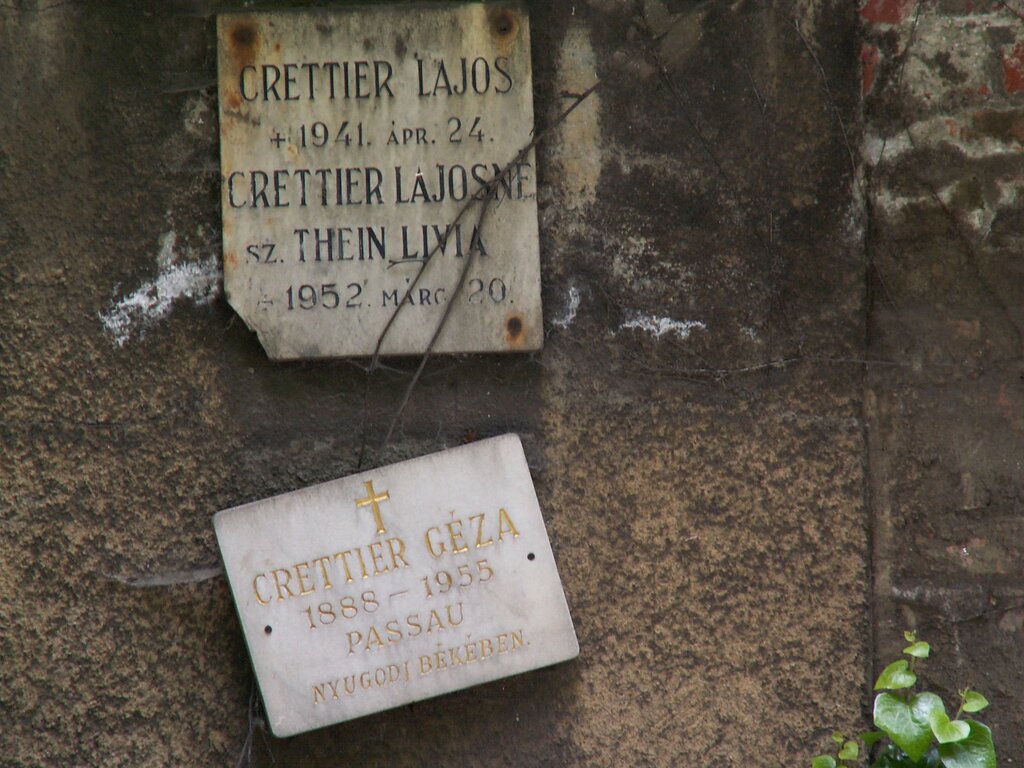 CRETTIER LAJOS
+ 1941. ÁPR. 24.
CRETTIER LAJOSNÉ
SZ. THEIN LIVIA
+ 1952. MÁRC. 20.
CRETTIER GÉZA
1888 – 1955
PASSAU
NYUGODJ BÉKÉBEN.